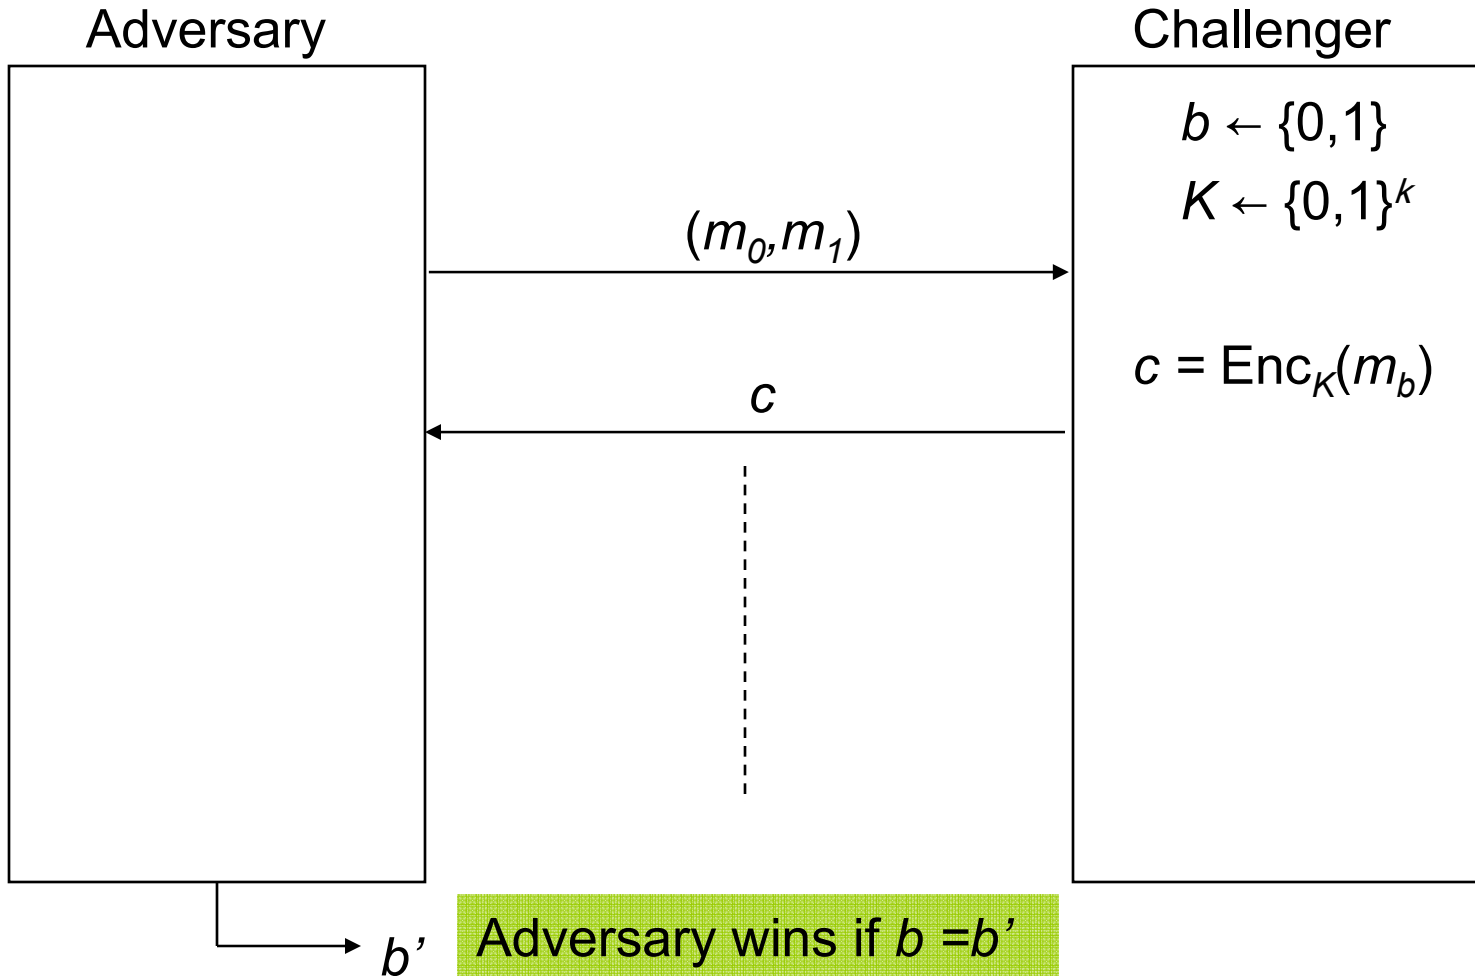 Adversary
Challenger
b ← {0,1}
K ← {0,1}^k
(m_0,m_1)
c = Enc_K(m_b)
c
b’
Adversary wins if b =b’